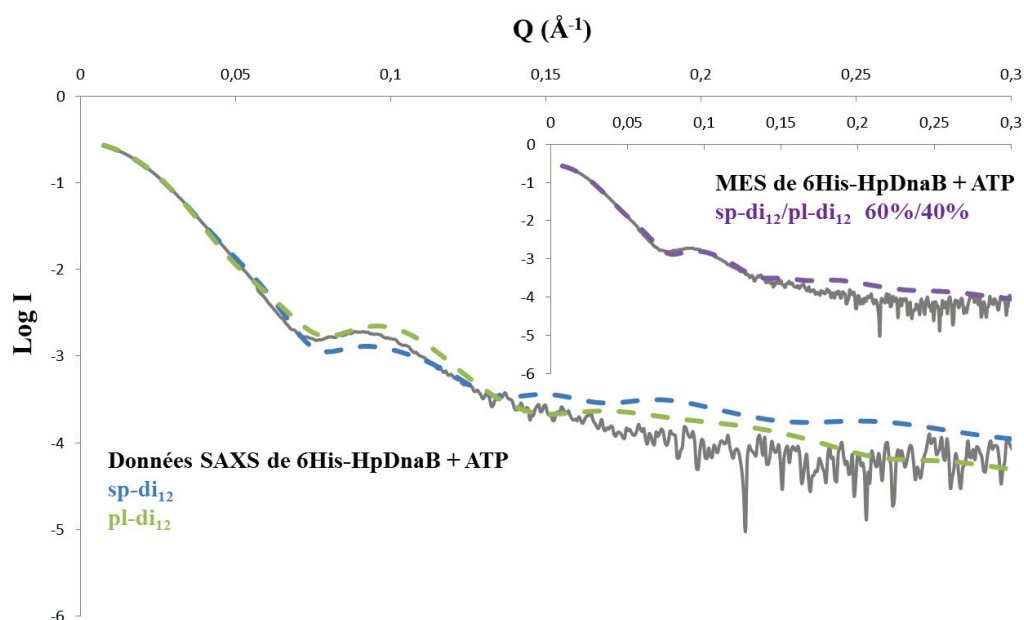 Q (Å-1)
0 0,05 0,1 0,15 0,2 0,25 0,3
0
-1
-2
-3
-4
-5
-6
Log I
0 0,05 0,1 0,15 0,2 0,25 0,3
0
-1
-2
-3
-4
-5
-6
MES de 6His-HpDnaB + ATP
sp-di12/pl-di12 60%/40%
Données SAXS de 6His-HpDnaB + ATP
sp-di12
pl-di12